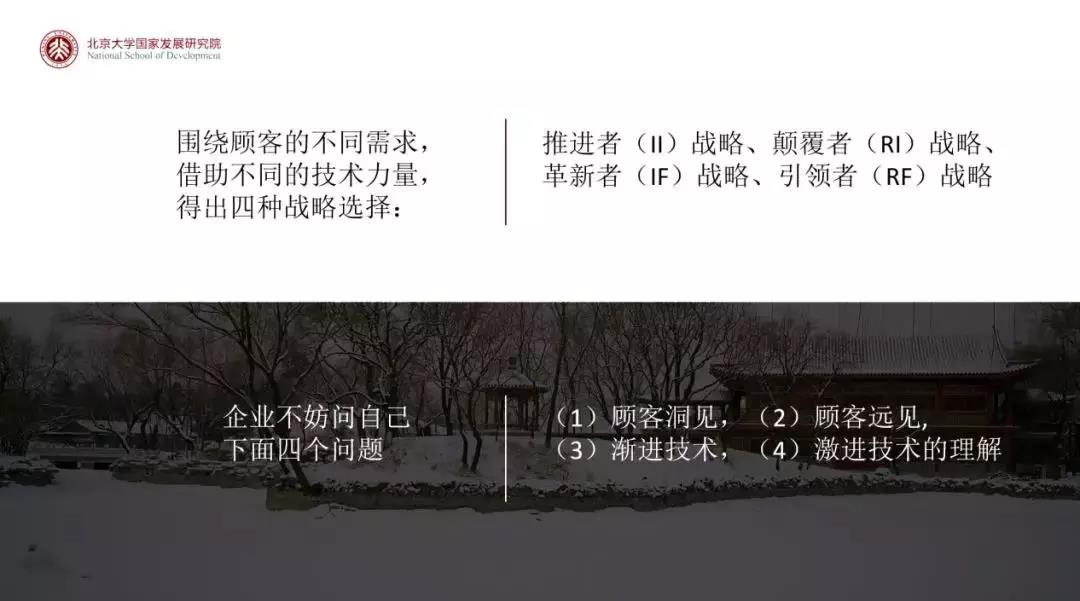 北京大学国家发展研究院
National School of Development
围绕顾客的不同需求，
借助不同的技术力量，
得出四种战略选择：
推进者（II）战略、颠覆者（RI）战略、
革新者（IF）战略、引领者（RF）战略
企业不妨问自己
下面四个问题
（1）顾客洞见，（2）顾客远见，
（3）渐进技术，（4）激进技术的理解